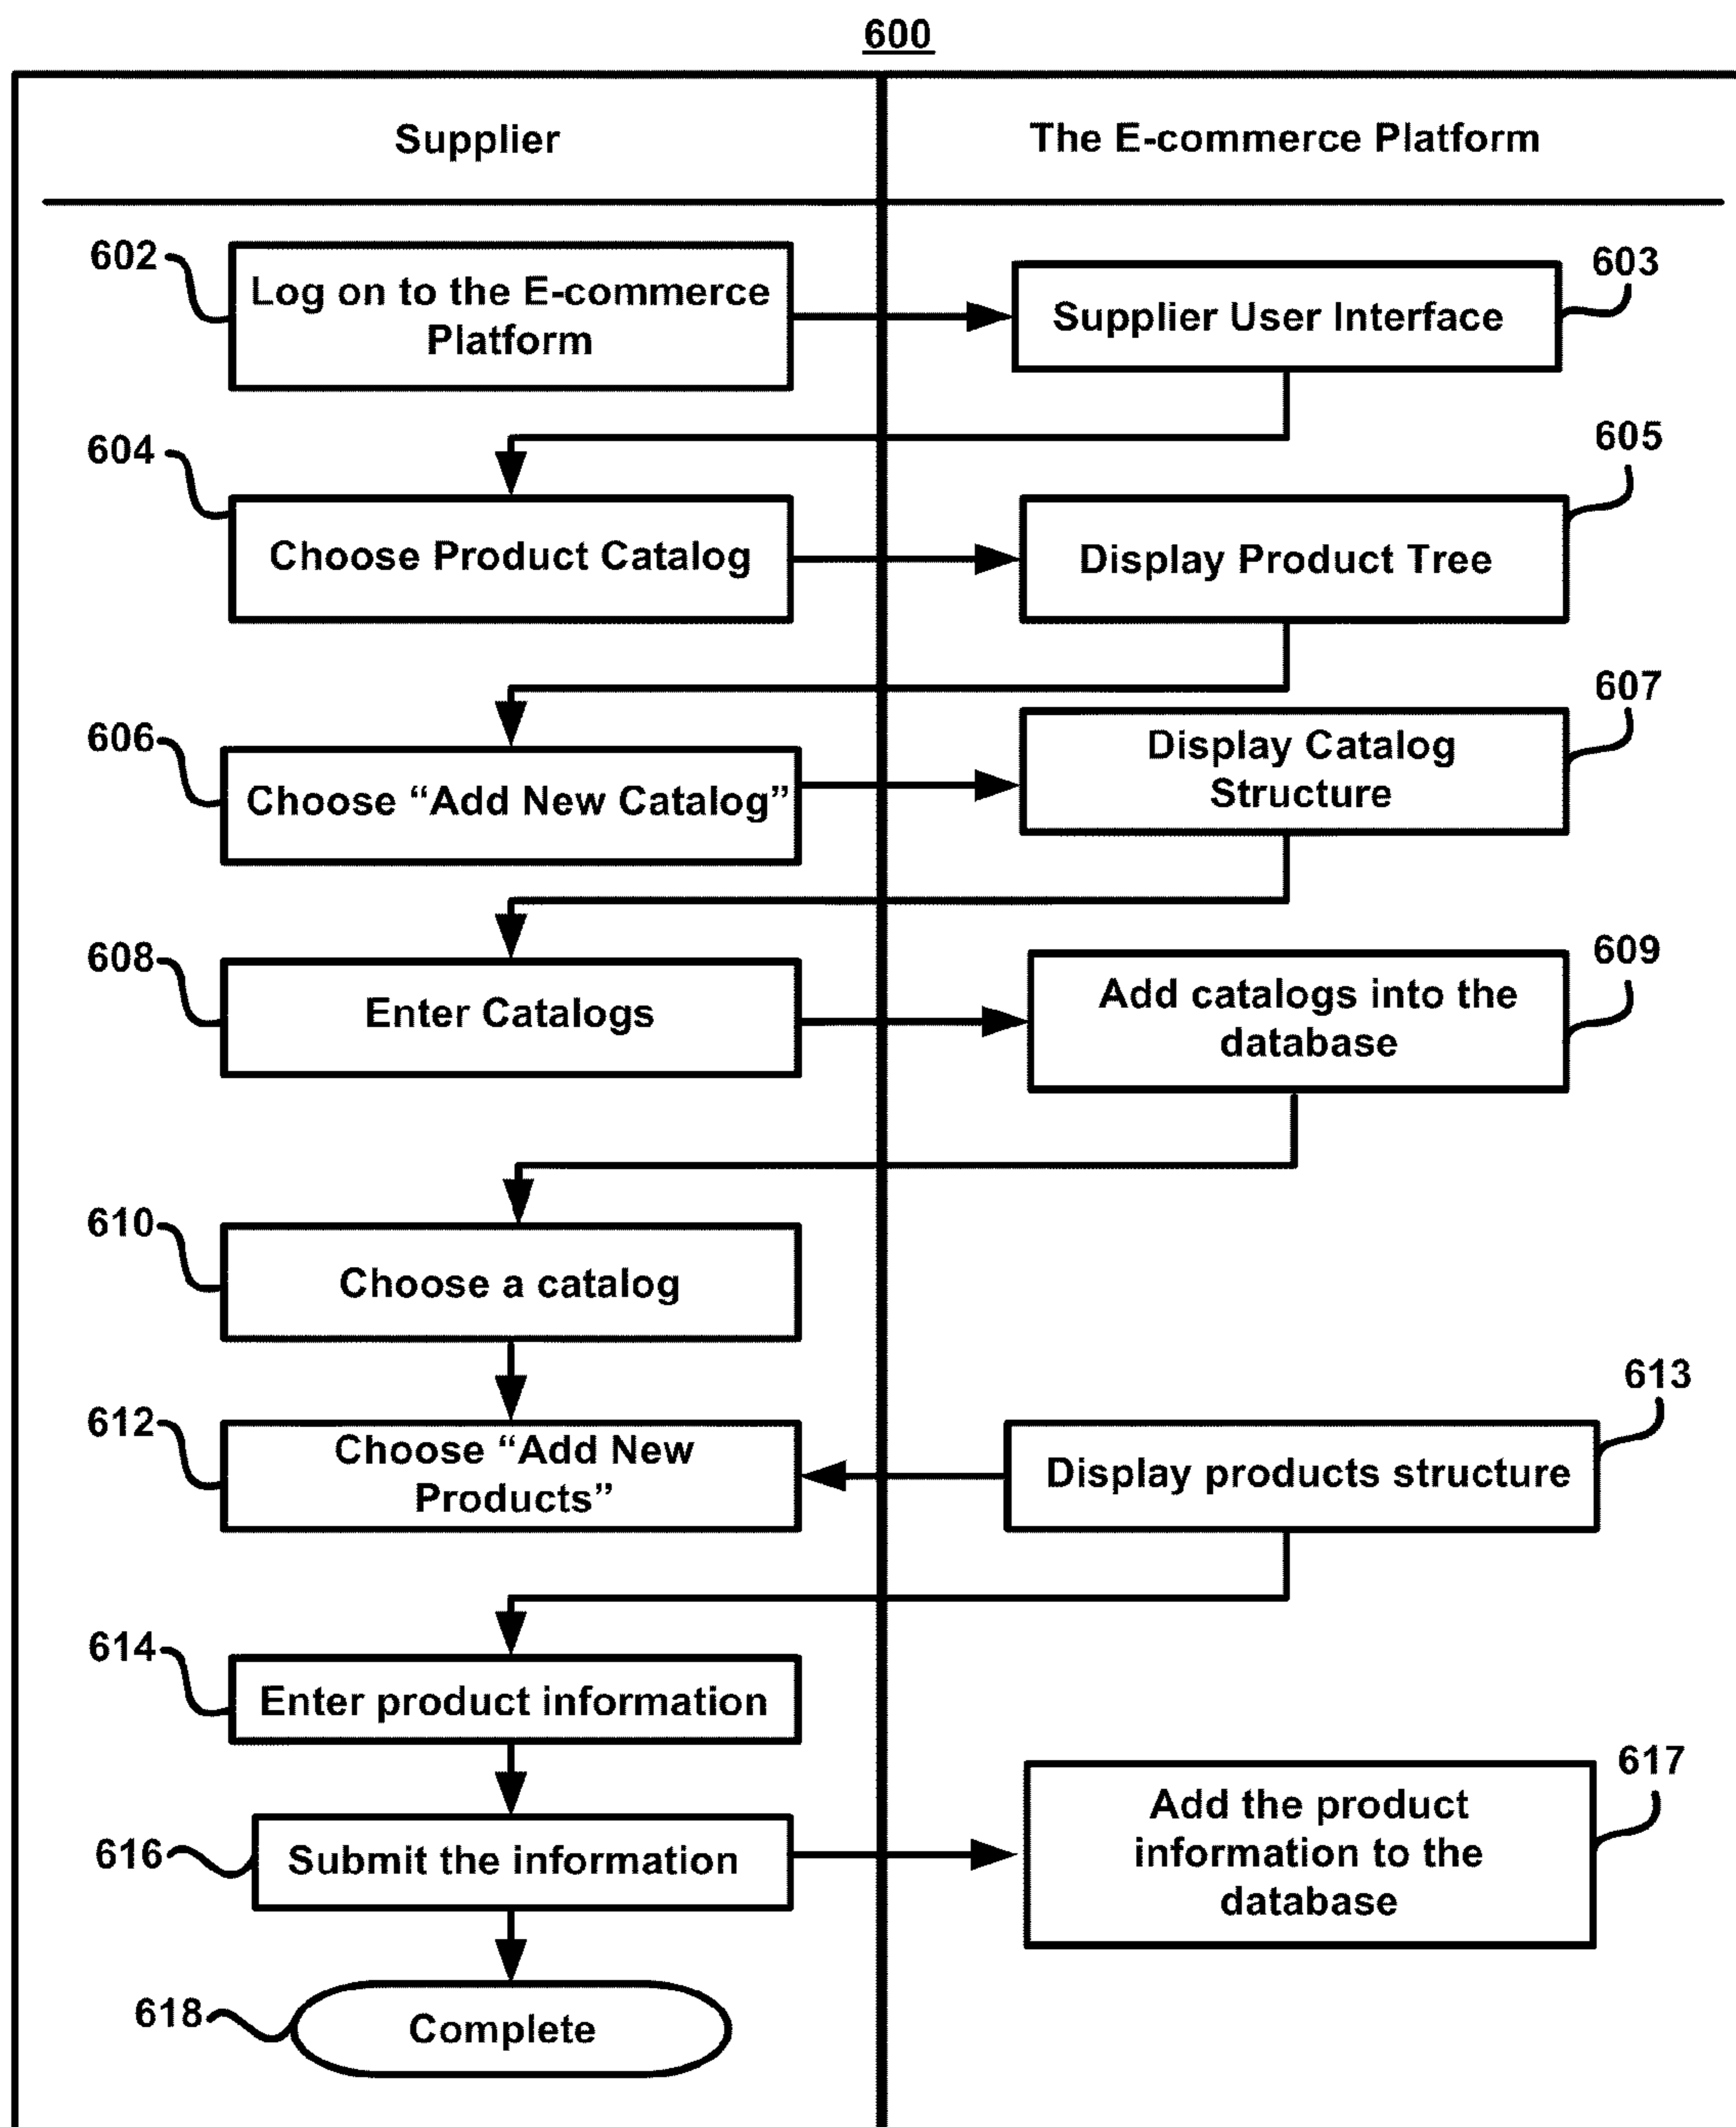 600
Supplier
The E-commerce Platform
602
Log on to the E-commerce
Platform
603
Supplier User Interface
604
Choose Product Catalog
605
Display Product Tree
606
Choose “Add New Catalog”
607
Display Catalog
Structure
608
Enter Catalogs
609
Add catalogs into the
database
610
Choose a catalog
612
Choose “Add New
Products”
613
Display products structure
614
Enter product information
616
Submit the information
617
Add the product
information to the
database
618
Complete